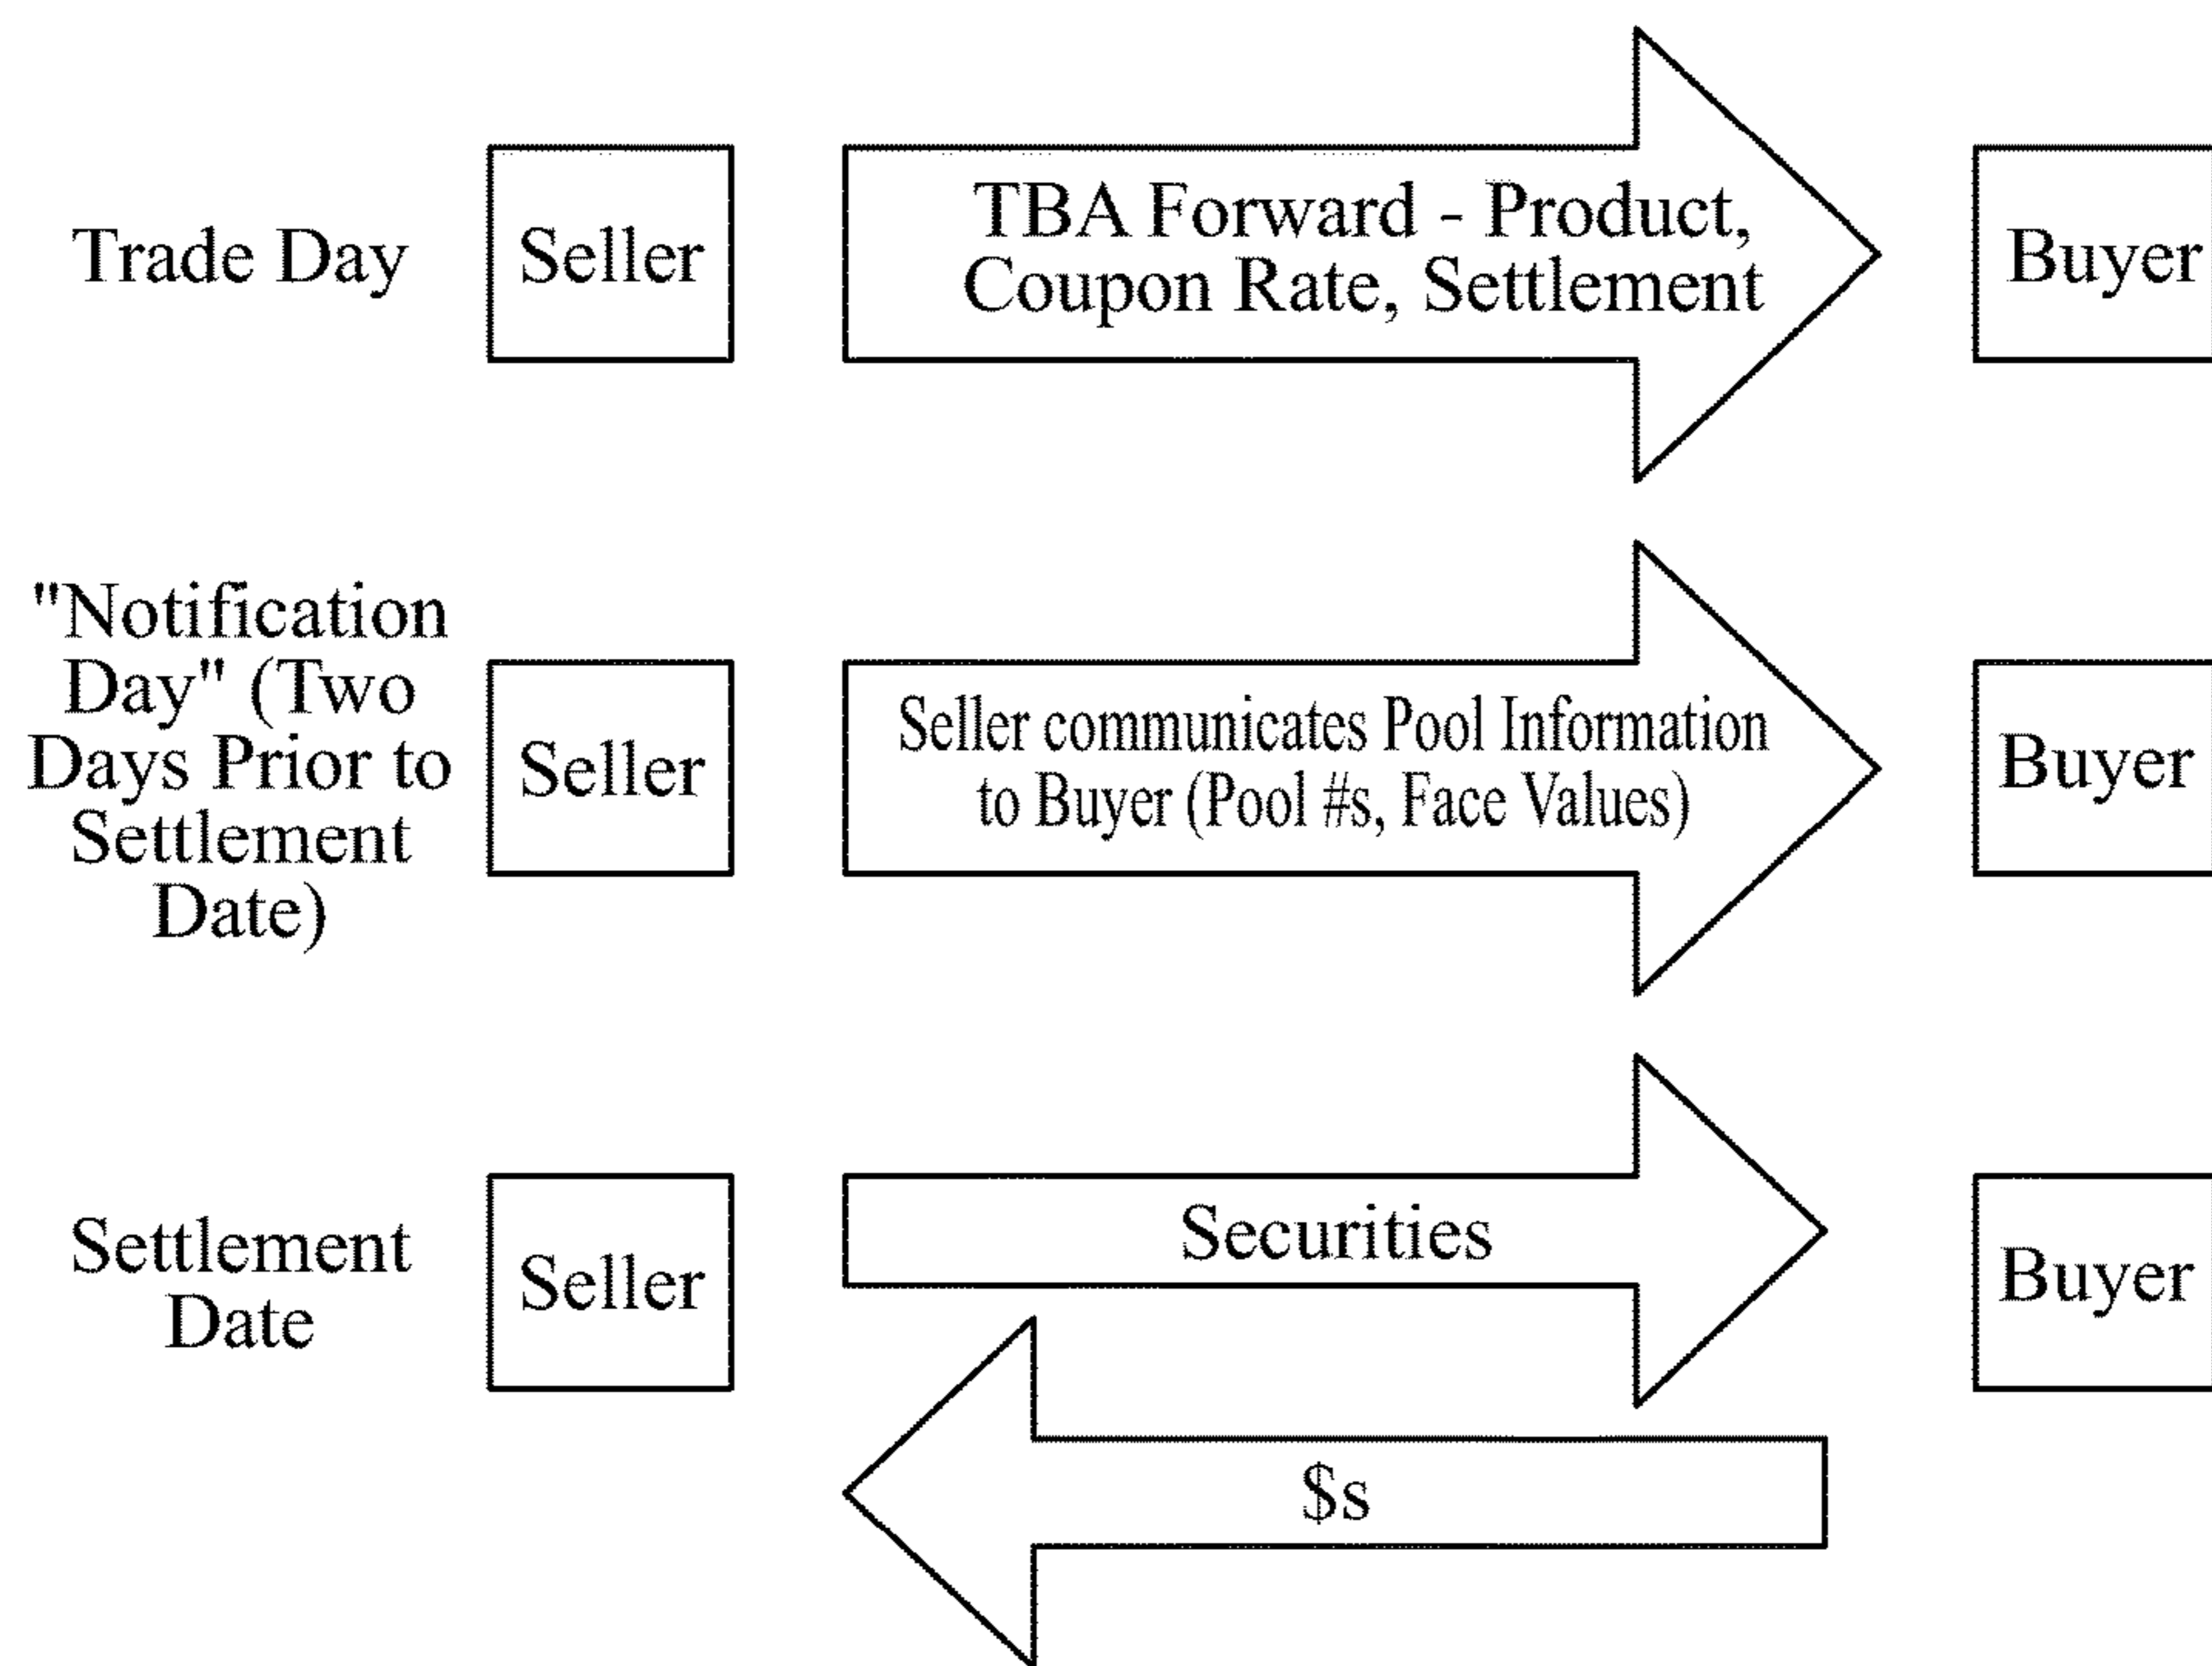 Trade Day
Seller
TBA Forward - Product,
Coupon Rate, Settlement
Buyer
"Notification
Day" (Two
Days Prior to
Settlement
Date)
Seller
Seller communicates Pool Information
to Buyer (Pool #s, Face Values)
Buyer
Settlement
Date
Seller
Securities
Buyer
$s